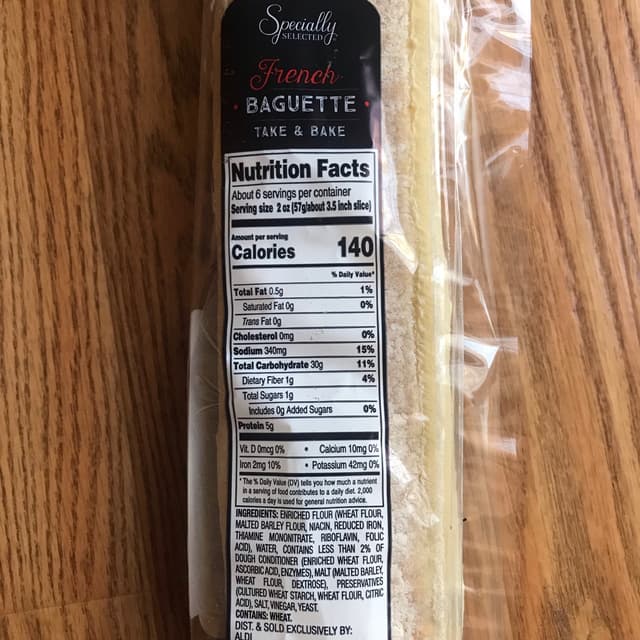 Specially
SELECTED
French
BAGUETTE
TAKE & BAKE
Nutrition Facts
About 6 servings per container
Serving size 2 oz (57g/about 3.5 inch slice)
Amount per serving
Calories 140
% Daily Value*
Total Fat 0.5g 1%
Saturated Fat 0g 0%
Trans Fat 0g
Cholesterol 0mg 0%
Sodium 340mg 15%
Total Carbohydrate 30g 11%
Dietary Fiber 1g 4%
Total Sugars 1g
Includes 0g Added Sugars 0%
Protein 5g
Vit. D 0mcg 0% • Calcium 10mg 0%
Iron 2mg 10% • Potassium 42mg 0%
* The % Daily Value (DV) tells you how much a nutrient
in a serving of food contributes to a daily diet. 2,000
calories a day is used for general nutrition advice.
INGREDIENTS: ENRICHED FLOUR (WHEAT FLOUR,
MALTED BARLEY FLOUR, NIACIN, REDUCED IRON,
THIAMINE MONONITRATE, RIBOFLAVIN, FOLIC
ACID), WATER, CONTAINS LESS THAN 2% OF
DOUGH CONDITIONER (ENRICHED WHEAT FLOUR,
ASCORBIC ACID, ENZYMES), MALT (MALTED BARLEY,
WHEAT FLOUR, DEXTROSE), PRESERVATIVES
(CULTURED WHEAT STARCH, WHEAT FLOUR, CITRIC
ACID), SALT, VINEGAR, YEAST.
CONTAINS: WHEAT.
DIST. & SOLD EXCLUSIVELY BY:
ALDI